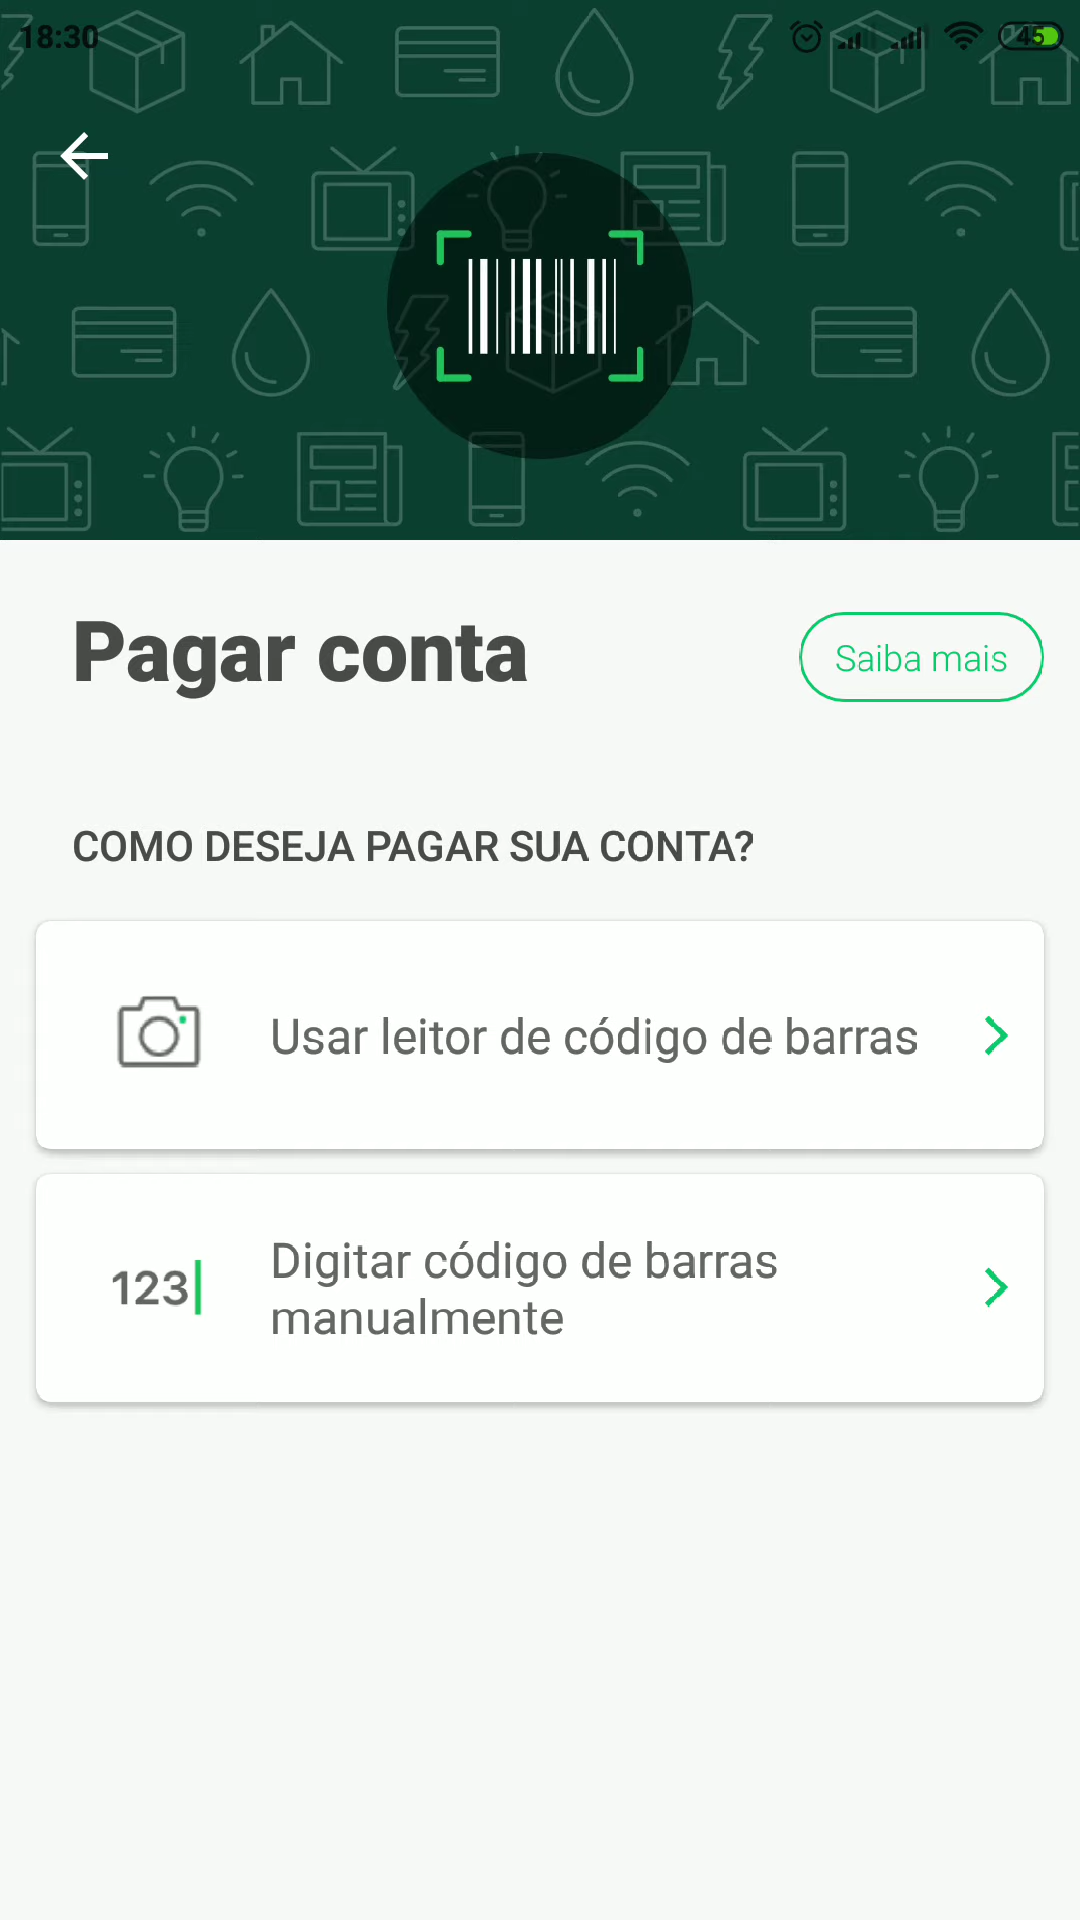 18:30
45
Pagar conta
Saiba mais
COMO DESEJA PAGAR SUA CONTA?
Usar leitor de código de barras
123
Digitar código de barras
manualmente